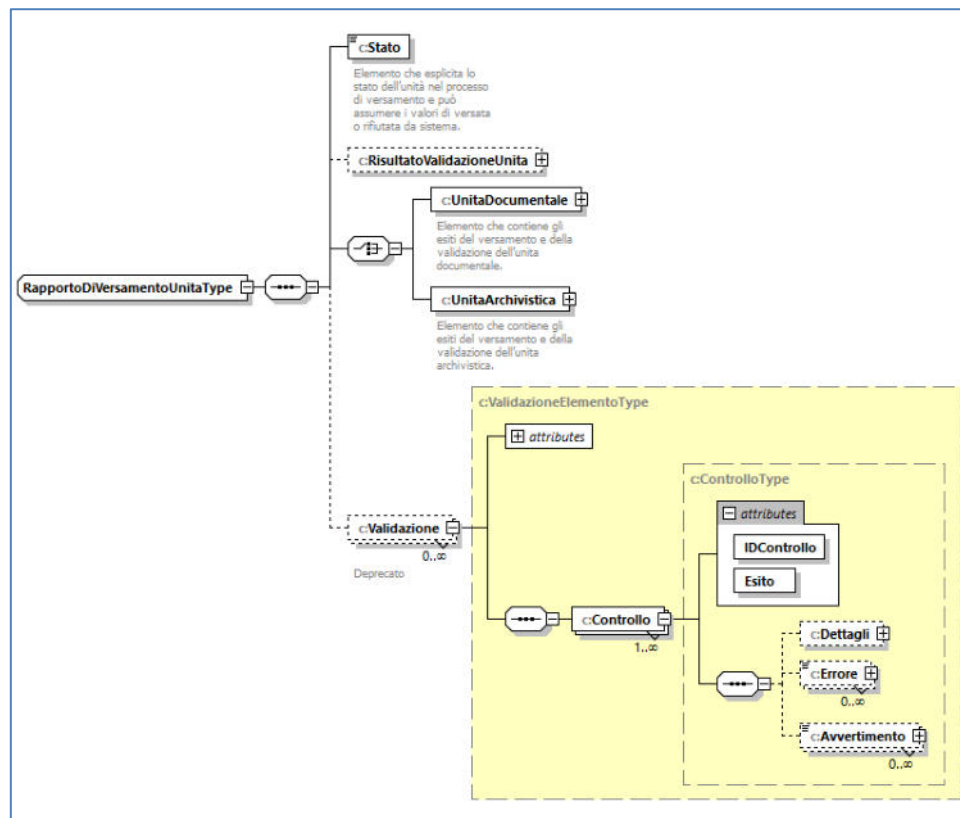 c:Stato
Elemento che esplicita lo
stato dell'unità nel processo
di versamento e può
assumere i valori di versata
o rifiutata da sistema.
c:RisultatoValidazioneUnita
c:UnitaDocumentale
Elemento che contiene gli
esiti del versamento e della
validazione dell'unita
documentale.
RapportoDiVersamentoUnitaType
c:UnitaArchivistica
Elemento che contiene gli
esiti del versamento e della
validazione dell'unita
archivistica.
c:ValidazioneElementoType
attributes
c:ControlloType
attributes
IDControllo
Esito
c:Validazione
0..∞
Deprecato
c:Controllo
1..∞
c:Dettagli
c:Errore
0..∞
c:Avvertimento
0..∞